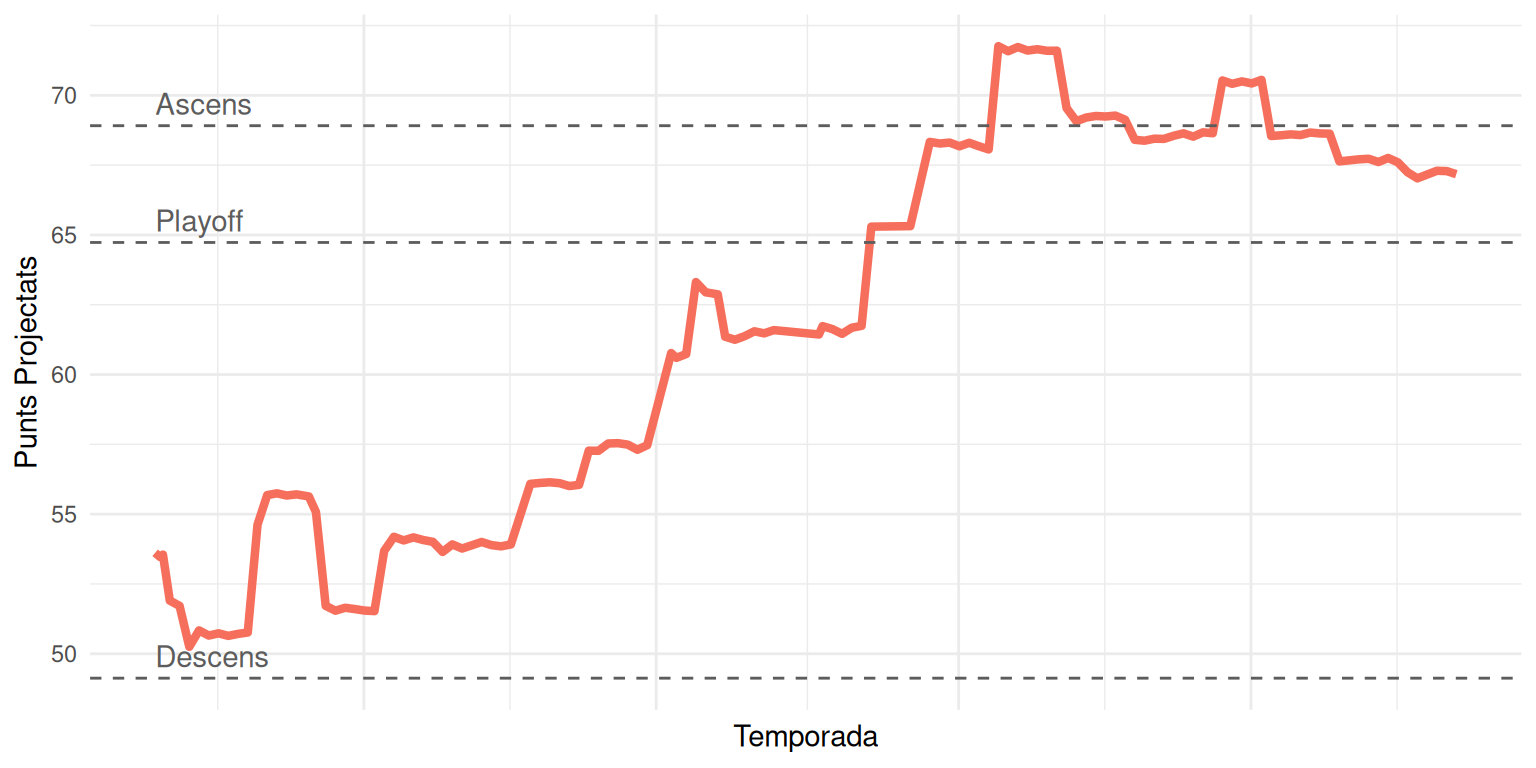 70
Ascens
Playoff
65
60
55
50
Descens
Punts Projectats
Temporada